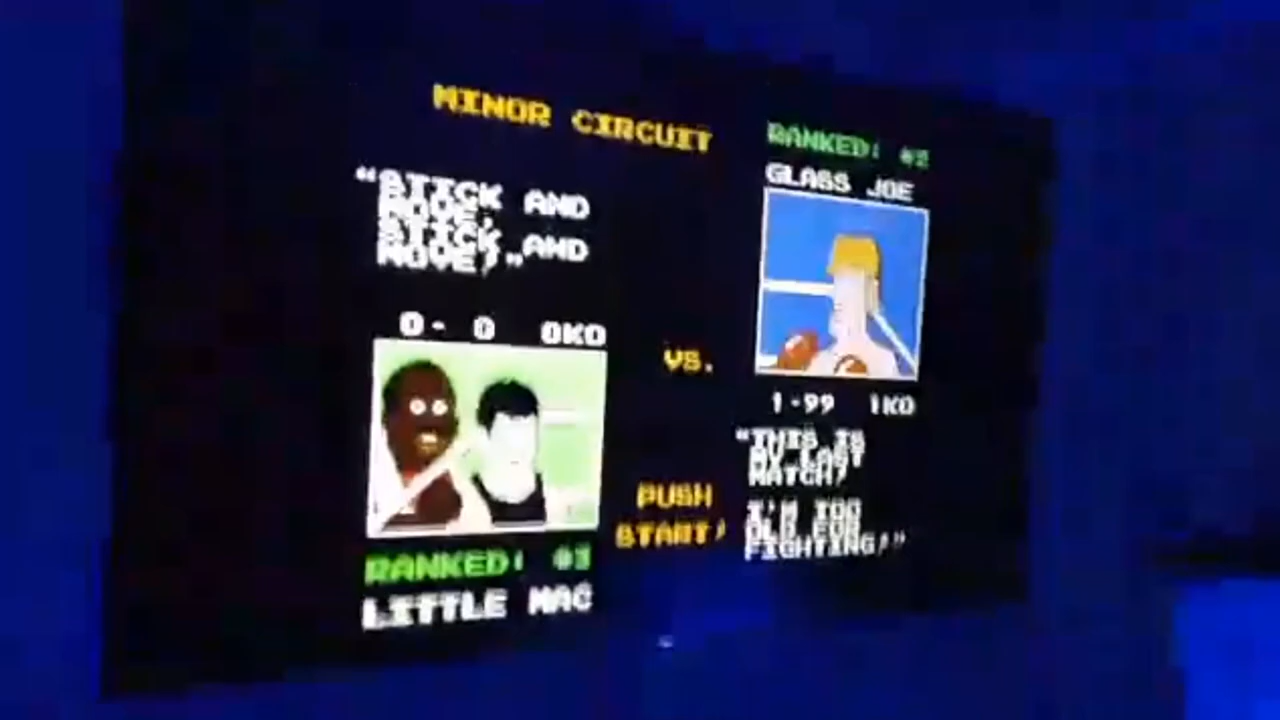 MINOR CIRCUIT
"STICK AND
MOVE,
STICK AND
MOVE!"
0- 0 0KO
RANKED: #3
LITTLE MAC
VS.
PUSH
START!
RANKED: #2
GLASS JOE
1-99 1KO
"THIS IS
MY LAST
MATCH!
I'M TOO
OLD FOR
FIGHTING!"